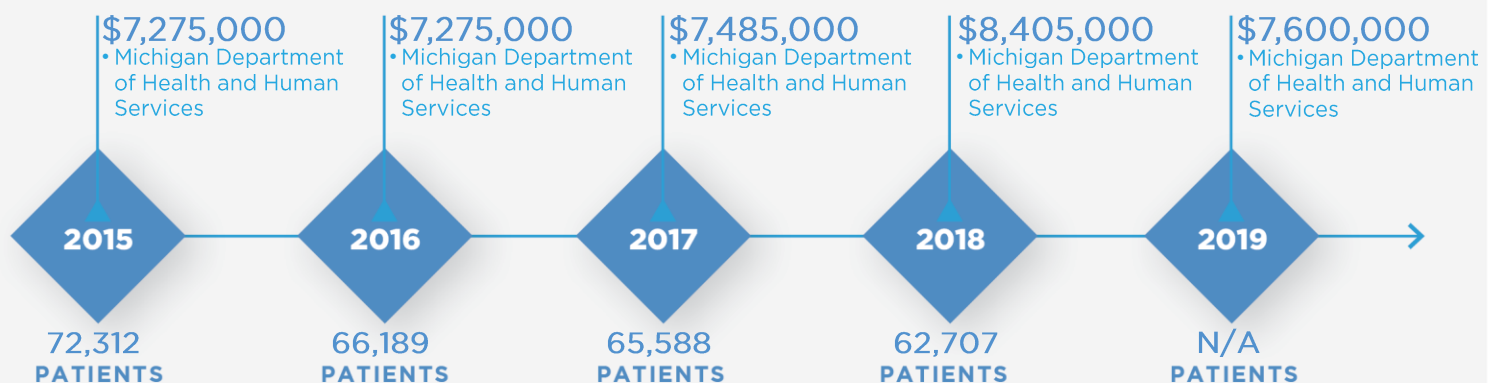 $7,275,000
• Michigan Department
of Health and Human
Services
2015
72,312
PATIENTS
$7,275,000
• Michigan Department
of Health and Human
Services
2016
66,189
PATIENTS
$7,485,000
• Michigan Department
of Health and Human
Services
2017
65,588
PATIENTS
$8,405,000
• Michigan Department
of Health and Human
Services
2018
62,707
PATIENTS
$7,600,000
• Michigan Department
of Health and Human
Services
2019
N/A
PATIENTS